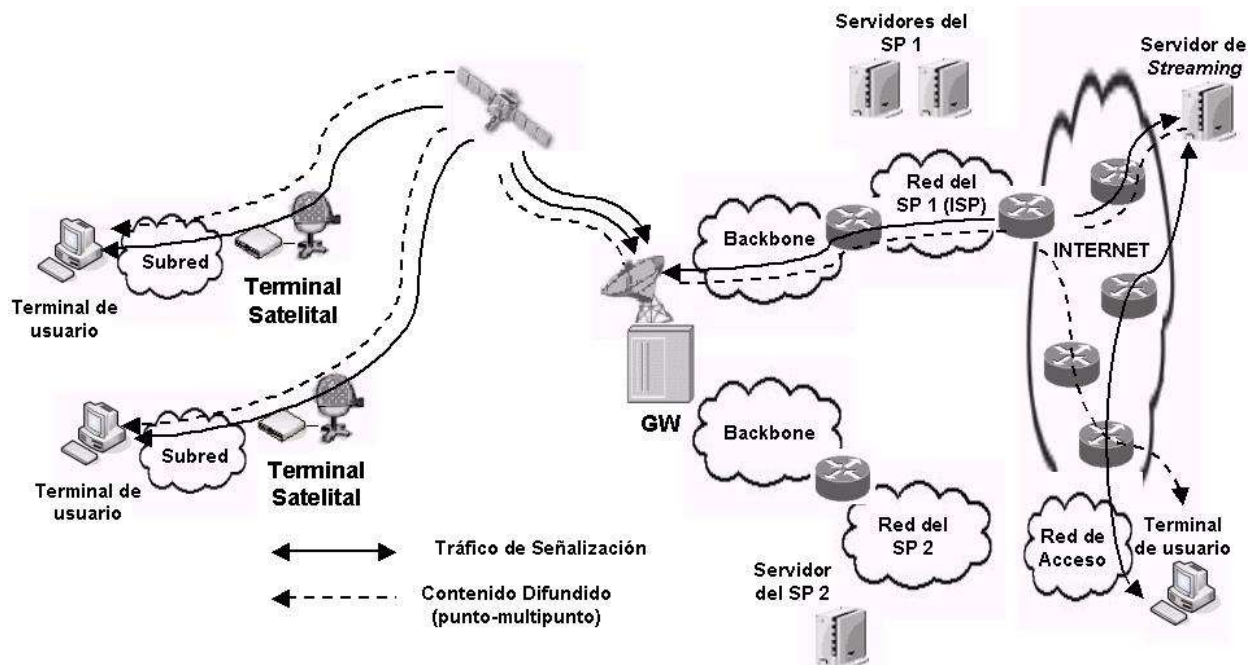 Servidores del
SP 1
Servidor de
Streaming
Red del
SP 1 (ISP)
Backbone
INTERNET
Subred
Terminal
Satelital
Terminal de
usuario
GW
Backbone
Subred
Terminal
Satelital
Terminal de
usuario
Red del
SP 2
Red de
Acceso
Terminal
de usuario
Servidor
del SP 2
Tráfico de Señalización
Contenido Difundido
(punto-multipunto)